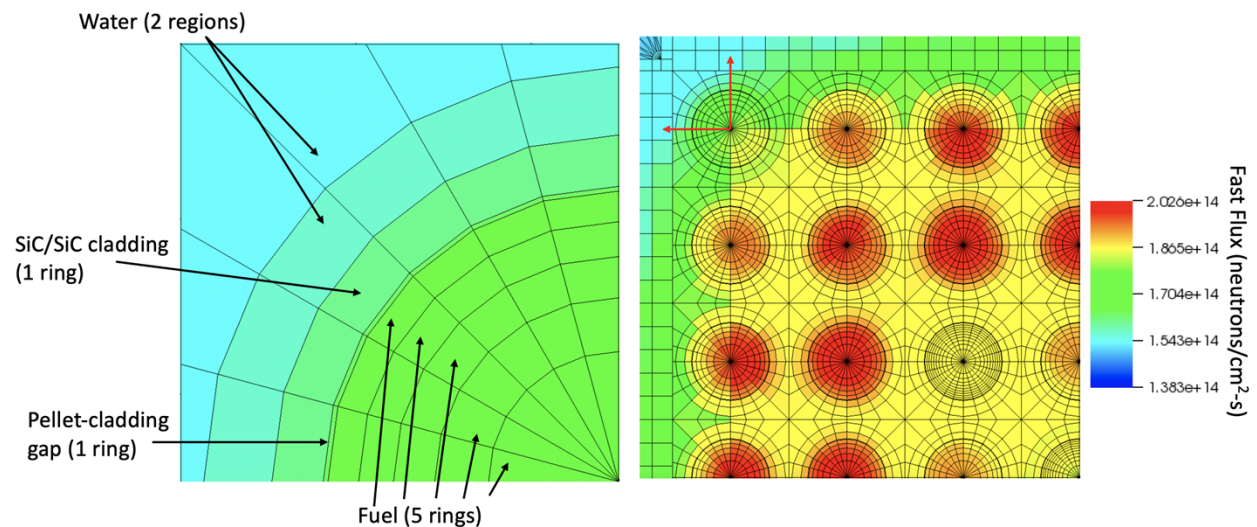 Water (2 regions)
SiC/SiC cladding
(1 ring)
Pellet-cladding
gap (1 ring)
Fuel (5 rings)
Fast Flux (neutrons/cm²-s)
2.026e+14
1.865e+14
1.704e+14
1.543e+14
1.383e+14